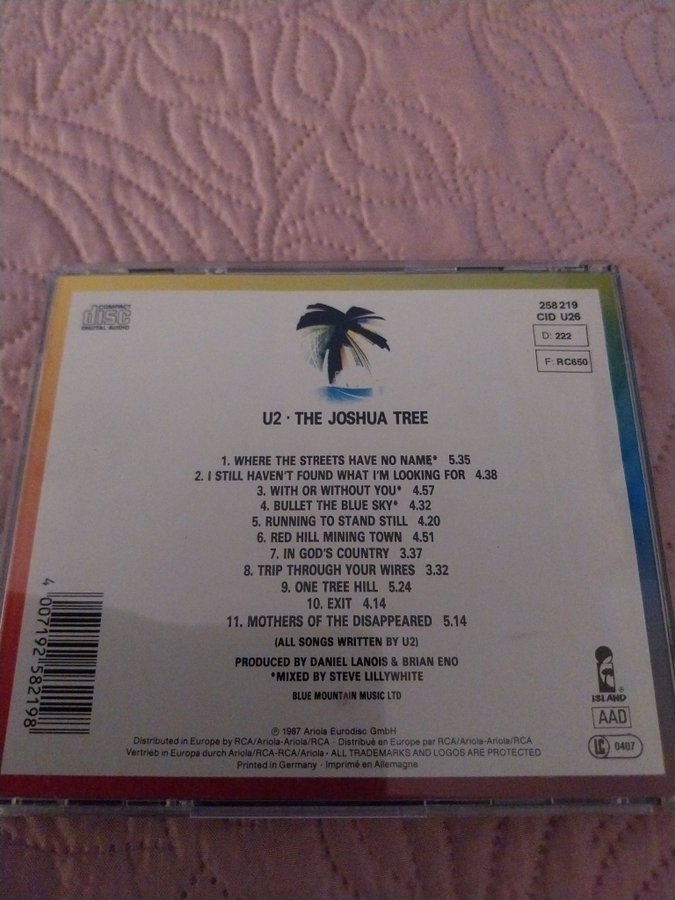 COMPACT
disc
DIGITAL AUDIO
258 219
CID U26
D: 222
F: RC650
U2 · THE JOSHUA TREE
1. WHERE THE STREETS HAVE NO NAME* 5.35
2. I STILL HAVEN'T FOUND WHAT I'M LOOKING FOR 4.38
3. WITH OR WITHOUT YOU* 4.57
4. BULLET THE BLUE SKY* 4.32
5. RUNNING TO STAND STILL 4.20
6. RED HILL MINING TOWN 4.51
7. IN GOD'S COUNTRY 3.37
8. TRIP THROUGH YOUR WIRES 3.32
9. ONE TREE HILL 5.24
10. EXIT 4.14
11. MOTHERS OF THE DISAPPEARED 5.14
(ALL SONGS WRITTEN BY U2)
PRODUCED BY DANIEL LANOIS & BRIAN ENO
*MIXED BY STEVE LILLYWHITE
BLUE MOUNTAIN MUSIC LTD
4 007192 582198
ISLAND®
AAD
LC 0407
℗ 1987 Ariola Eurodisc GmbH
Distributed in Europe by RCA/Ariola-Ariola/RCA · Distribué en Europe par RCA/Ariola-Ariola/RCA
Vertrieb in Europa durch Ariola/RCA-RCA/Ariola · ALL TRADEMARKS AND LOGOS ARE PROTECTED
Printed in Germany · Imprimé en Allemagne